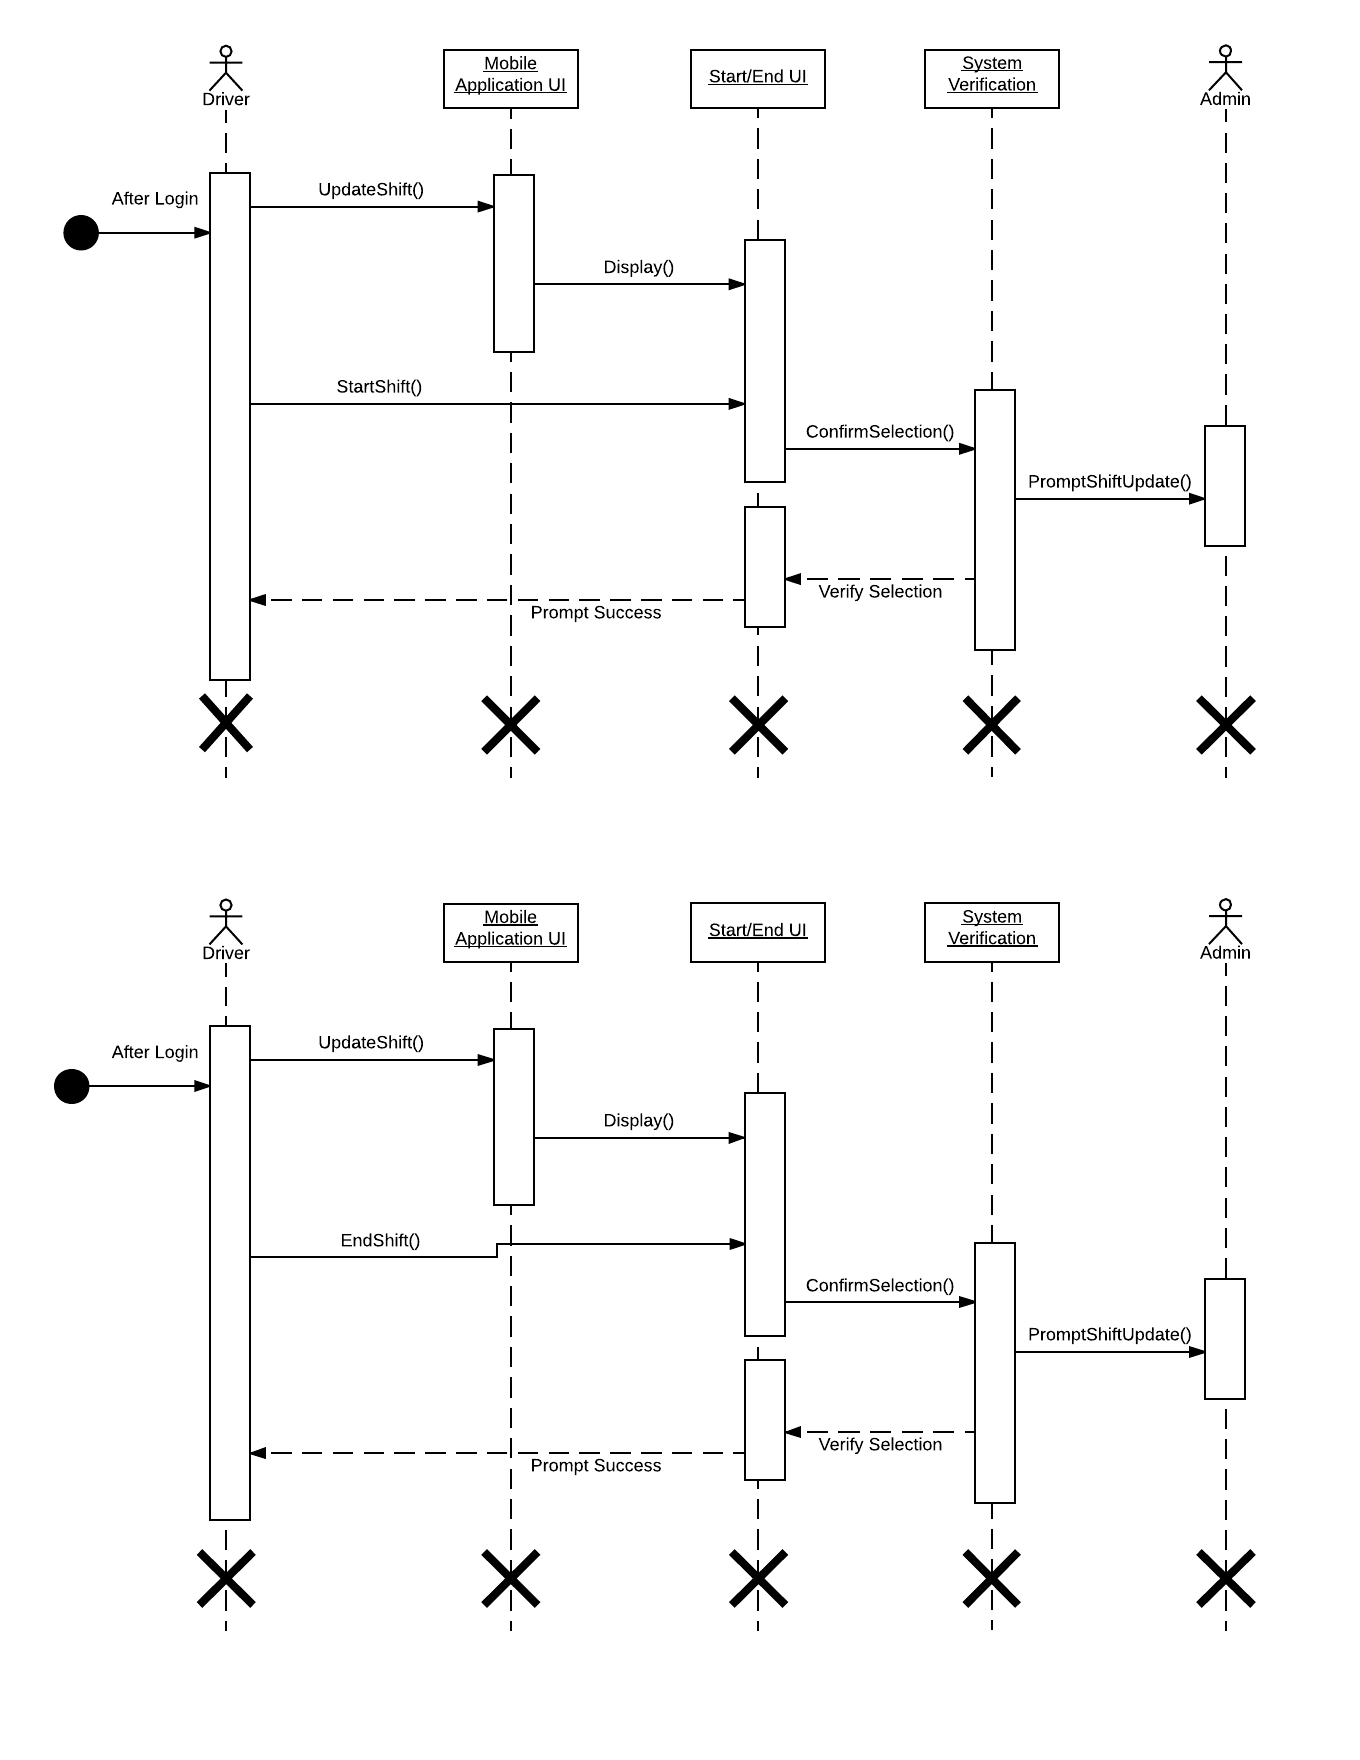 Driver
Mobile
Application UI
Start/End UI
System
Verification
Admin
After Login
UpdateShift()
Display()
StartShift()
ConfirmSelection()
PromptShiftUpdate()
Verify Selection
Prompt Success
Driver
Mobile
Application UI
Start/End UI
System
Verification
Admin
After Login
UpdateShift()
Display()
EndShift()
ConfirmSelection()
PromptShiftUpdate()
Verify Selection
Prompt Success